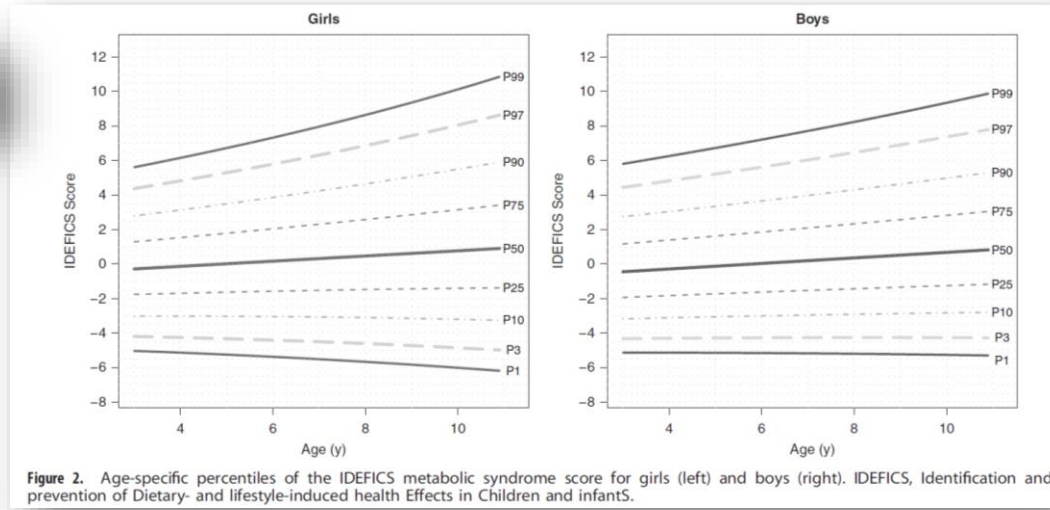 Girls
Boys
12
10
8
6
4
2
0
−2
−4
−6
−8
IDEFICS Score
P99
P97
P90
P75
P50
P25
P10
P3
P1
4 6 8 10
Age (y)
12
10
8
6
4
2
0
−2
−4
−6
−8
IDEFICS Score
P99
P97
P90
P75
P50
P25
P10
P3
P1
4 6 8 10
Age (y)
Figure 2. Age-specific percentiles of the IDEFICS metabolic syndrome score for girls (left) and boys (right). IDEFICS, Identification and
prevention of Dietary- and lifestyle-induced health Effects in Children and infantS.